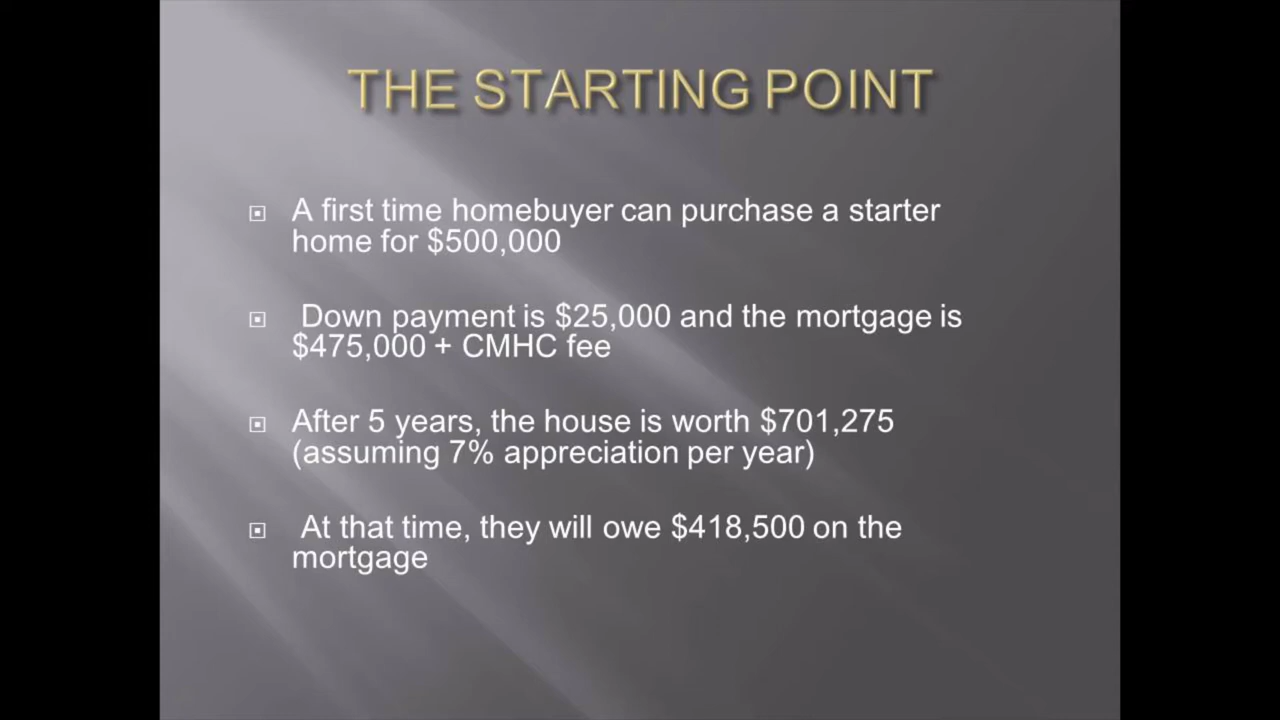 THE STARTING POINT
A first time homebuyer can purchase a starter
home for $500,000
Down payment is $25,000 and the mortgage is
$475,000 + CMHC fee
After 5 years, the house is worth $701,275
(assuming 7% appreciation per year)
At that time, they will owe $418,500 on the
mortgage